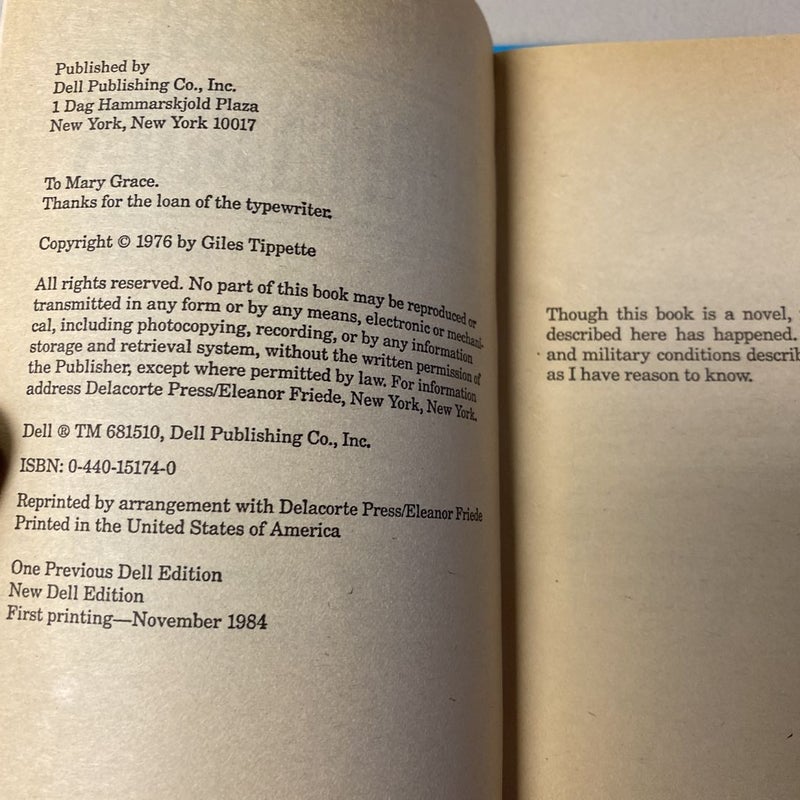 Published by
Dell Publishing Co., Inc.
1 Dag Hammarskjold Plaza
New York, New York 10017
To Mary Grace.
Thanks for the loan of the typewriter.
Copyright © 1976 by Giles Tippette
All rights reserved. No part of this book may be reproduced or
transmitted in any form or by any means, electronic or mechani-
cal, including photocopying, recording, or by any information
storage and retrieval system, without the written permission of
the Publisher, except where permitted by law. For information
address Delacorte Press/Eleanor Friede, New York, New York.
Dell ® TM 681510, Dell Publishing Co., Inc.
ISBN: 0-440-15174-0
Reprinted by arrangement with Delacorte Press/Eleanor Friede
Printed in the United States of America
One Previous Dell Edition
New Dell Edition
First printing—November 1984
Though this book is a novel,
described here has happened.
and military conditions describ
as I have reason to know.